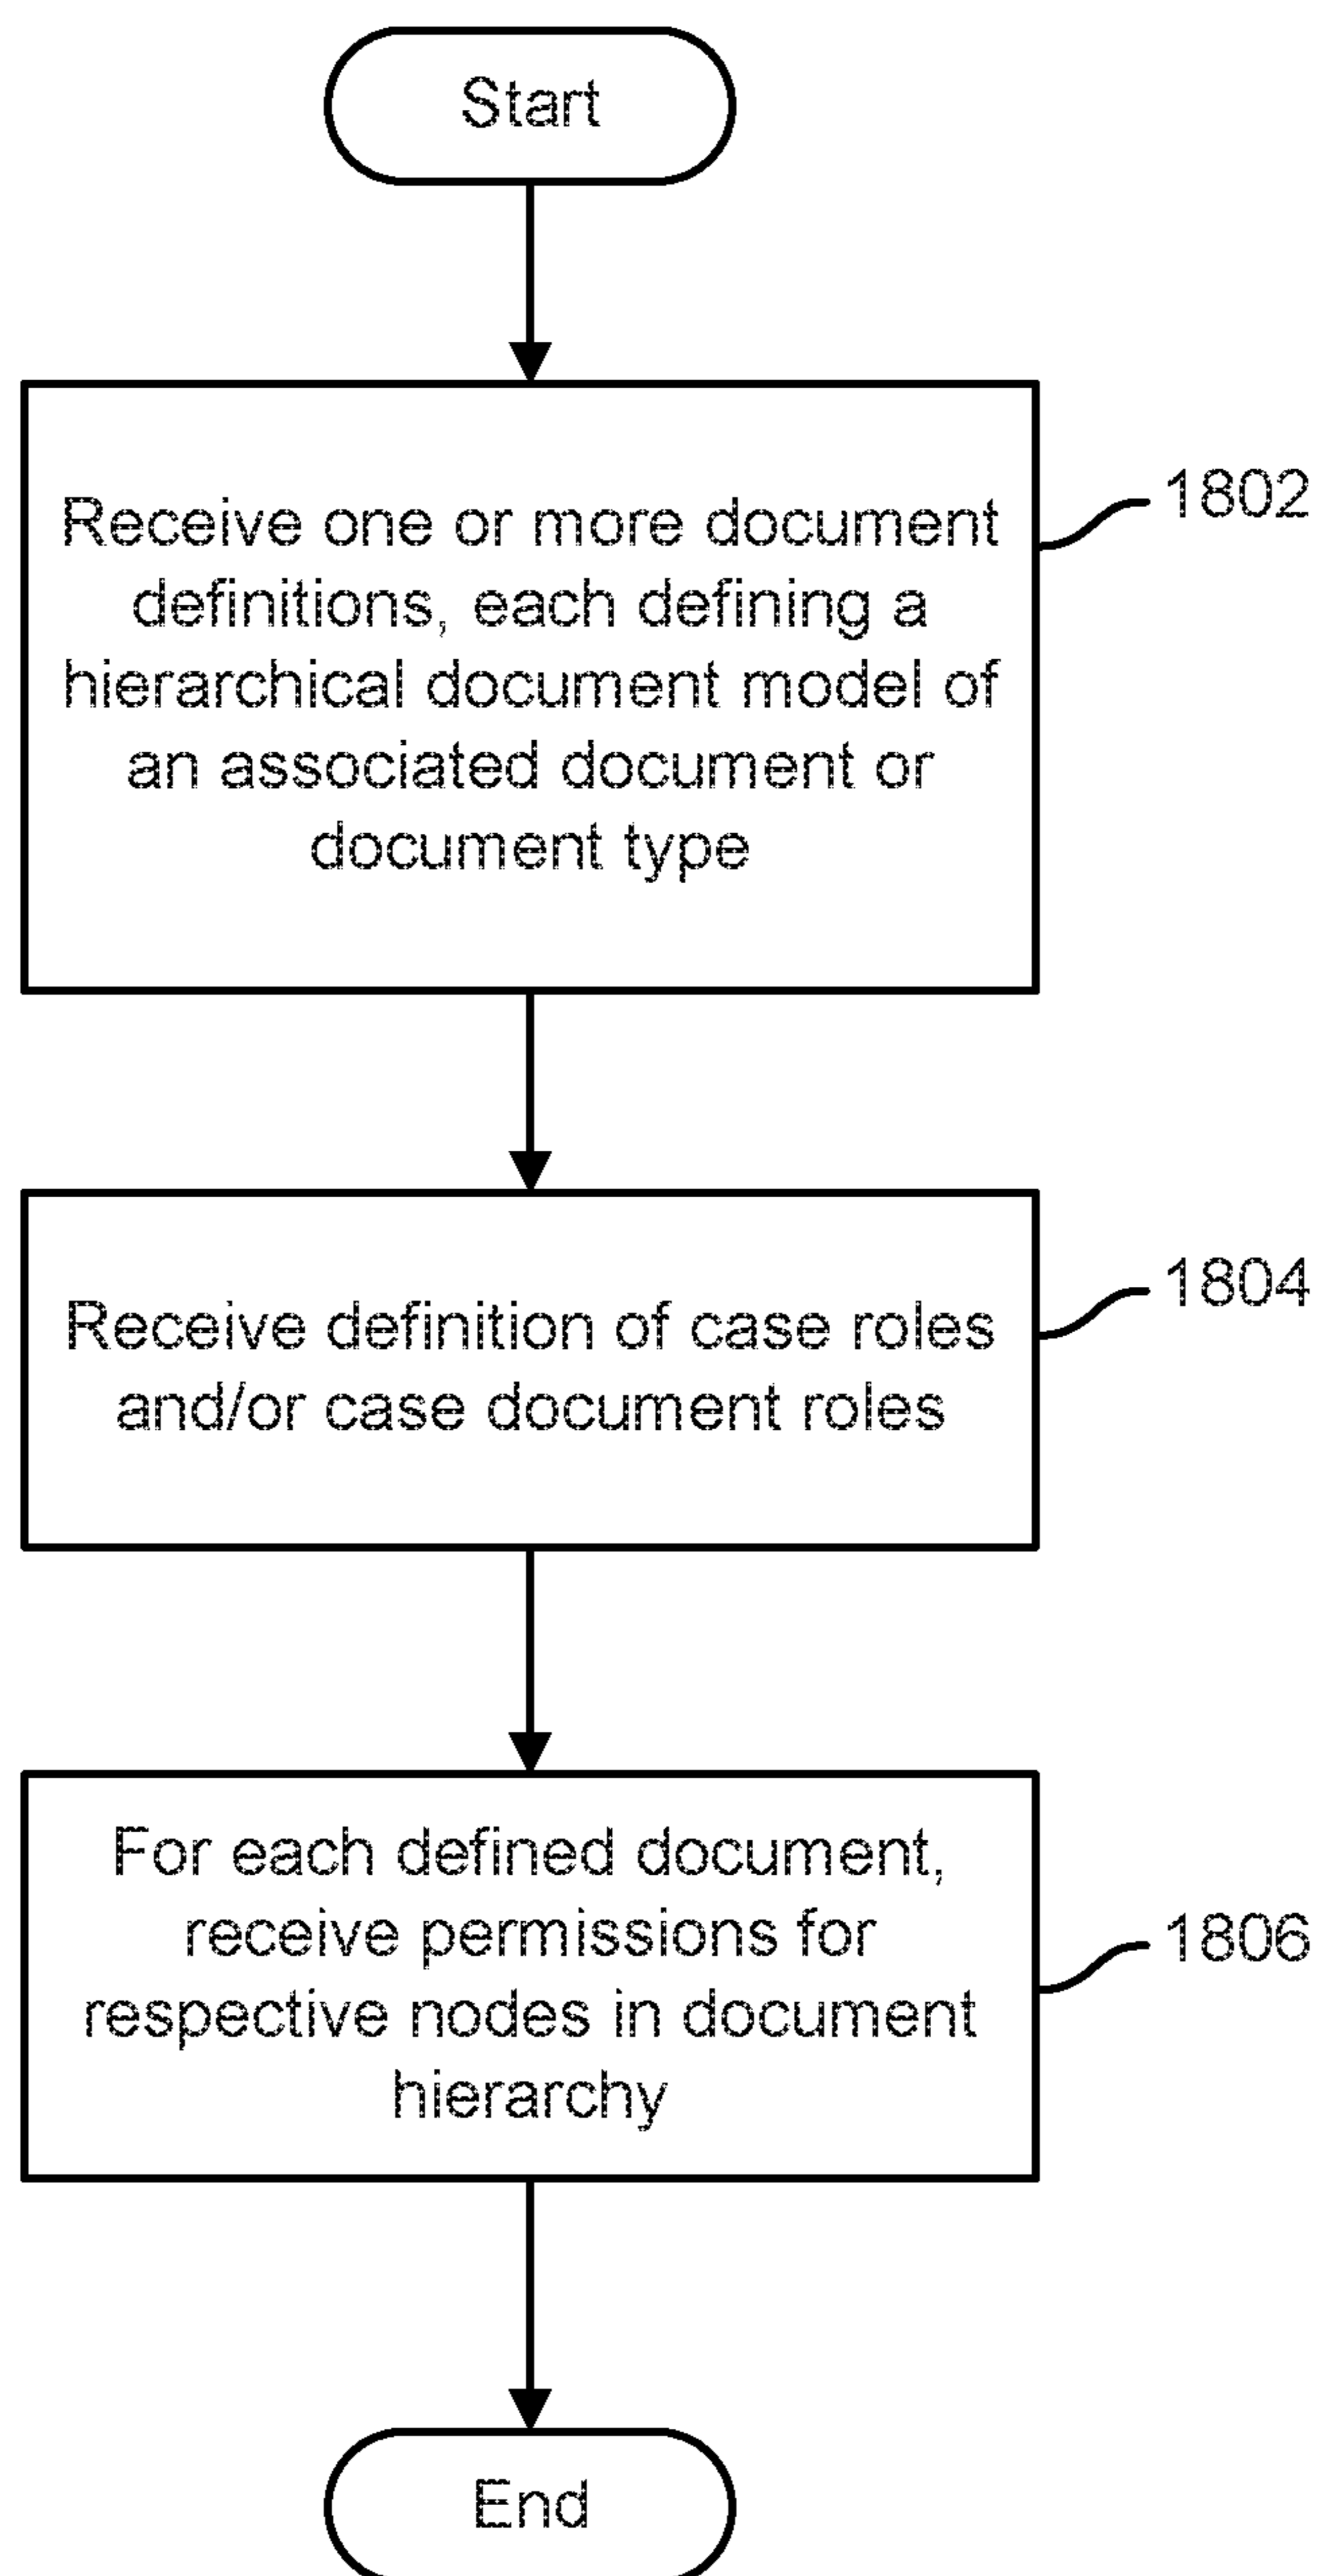 Start
Receive one or more document
definitions, each defining a
hierarchical document model of
an associated document or
document type
1802
Receive definition of case roles
and/or case document roles
1804
For each defined document,
receive permissions for
respective nodes in document
hierarchy
1806
End